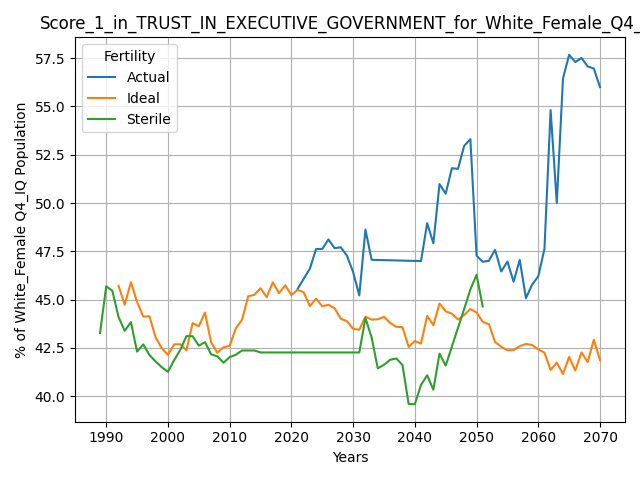 Score_1_in_TRUST_IN_EXECUTIVE_GOVERNMENT_for_White_Female_Q4_
Fertility
Actual
Ideal
Sterile
57.5
55.0
52.5
50.0
47.5
45.0
42.5
40.0
% of White_Female Q4_IQ Population
1990 2000 2010 2020 2030 2040 2050 2060 2070
Years